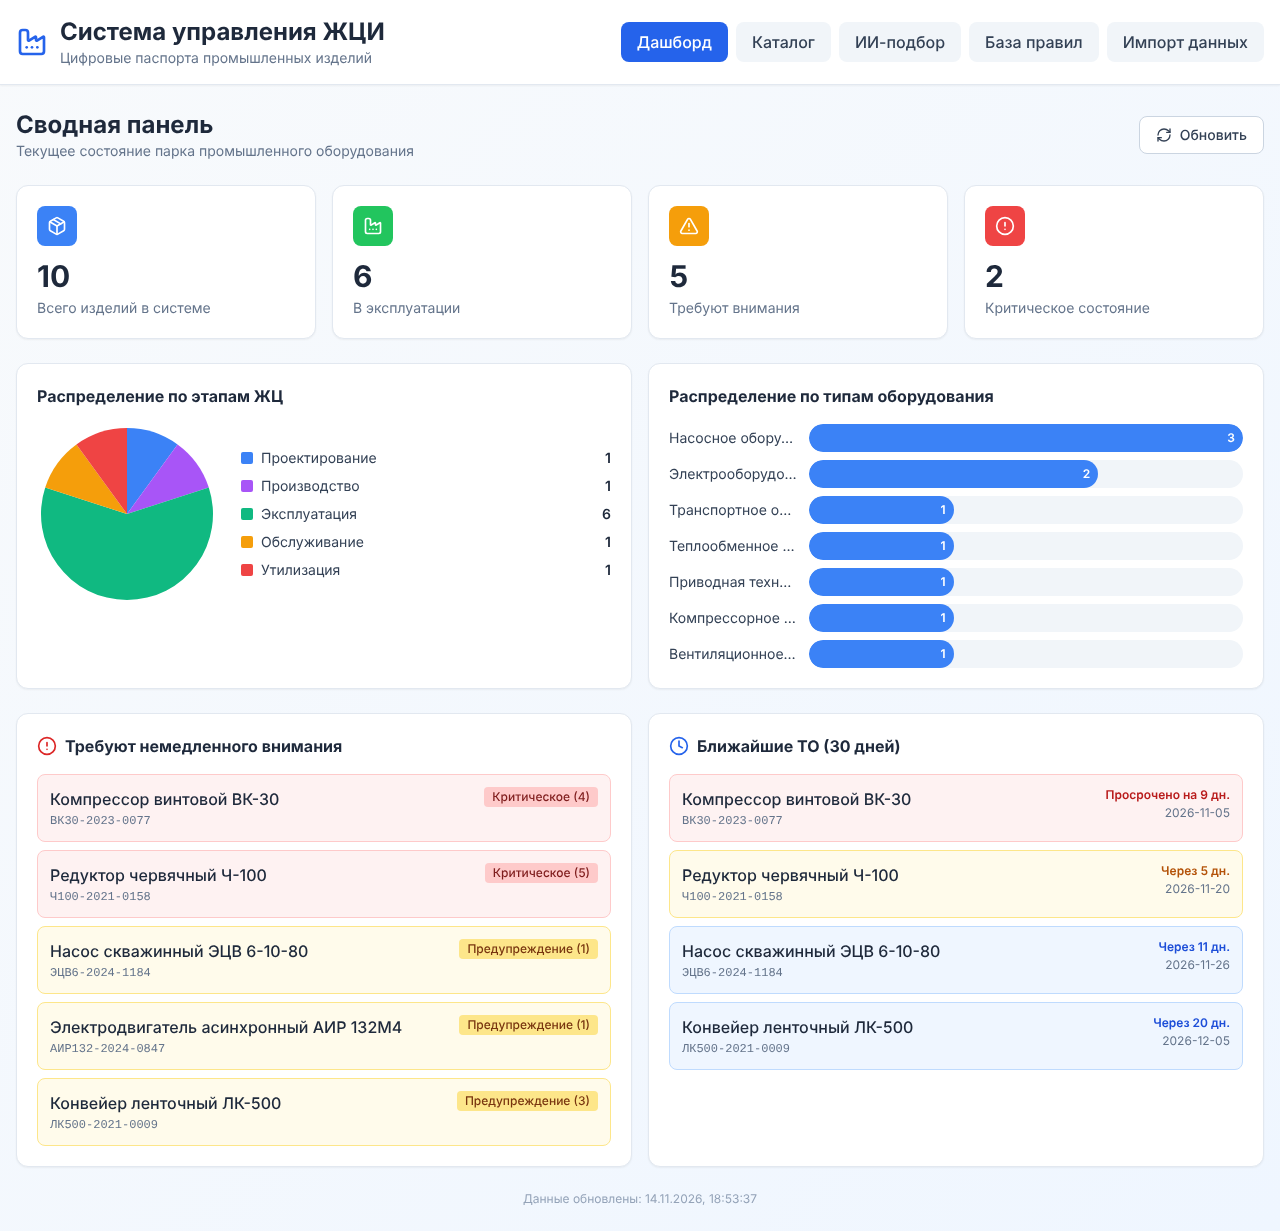 Система управления ЖЦИ
Цифровые паспорта промышленных изделий
Дашборд
Каталог
ИИ-подбор
База правил
Импорт данных
Сводная панель
Текущее состояние парка промышленного оборудования
Обновить
10
Всего изделий в системе
6
В эксплуатации
5
Требуют внимания
2
Критическое состояние
Распределение по этапам ЖЦ
Проектирование 1
Производство 1
Эксплуатация 6
Обслуживание 1
Утилизация 1
Распределение по типам оборудования
Насосное обору... 3
Электрооборудо... 2
Транспортное о... 1
Теплообменное ... 1
Приводная техн... 1
Компрессорное ... 1
Вентиляционное... 1
Требуют немедленного внимания
Компрессор винтовой ВК-30 Критическое (4)
ВК30-2023-0077
Редуктор червячный Ч-100 Критическое (5)
Ч100-2021-0158
Насос скважинный ЭЦВ 6-10-80 Предупреждение (1)
ЭЦВ6-2024-1184
Электродвигатель асинхронный АИР 132М4 Предупреждение (1)
АИР132-2024-0847
Конвейер ленточный ЛК-500 Предупреждение (3)
ЛК500-2021-0009
Ближайшие ТО (30 дней)
Компрессор винтовой ВК-30 Просрочено на 9 дн.
ВК30-2023-0077 2026-11-05
Редуктор червячный Ч-100 Через 5 дн.
Ч100-2021-0158 2026-11-20
Насос скважинный ЭЦВ 6-10-80 Через 11 дн.
ЭЦВ6-2024-1184 2026-11-26
Конвейер ленточный ЛК-500 Через 20 дн.
ЛК500-2021-0009 2026-12-05
Данные обновлены: 14.11.2026, 18:53:37